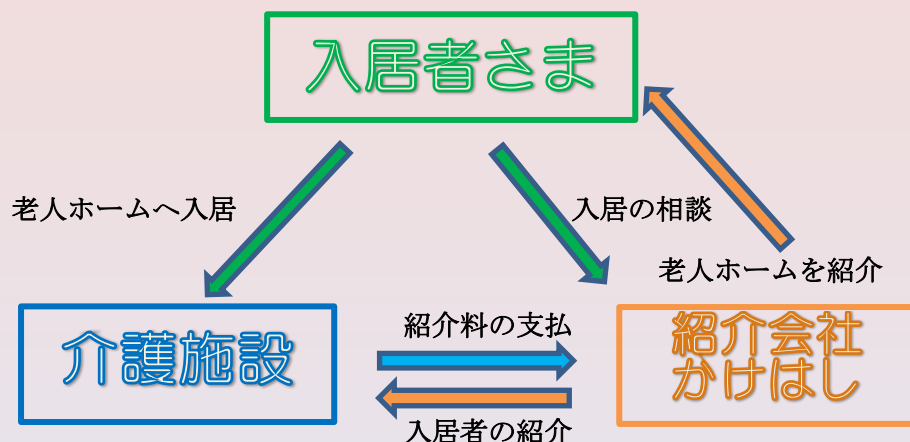 入居者さま
老人ホームへ入居
入居の相談
老人ホームを紹介
介護施設
紹介料の支払
入居者の紹介
紹介会社
かけはし